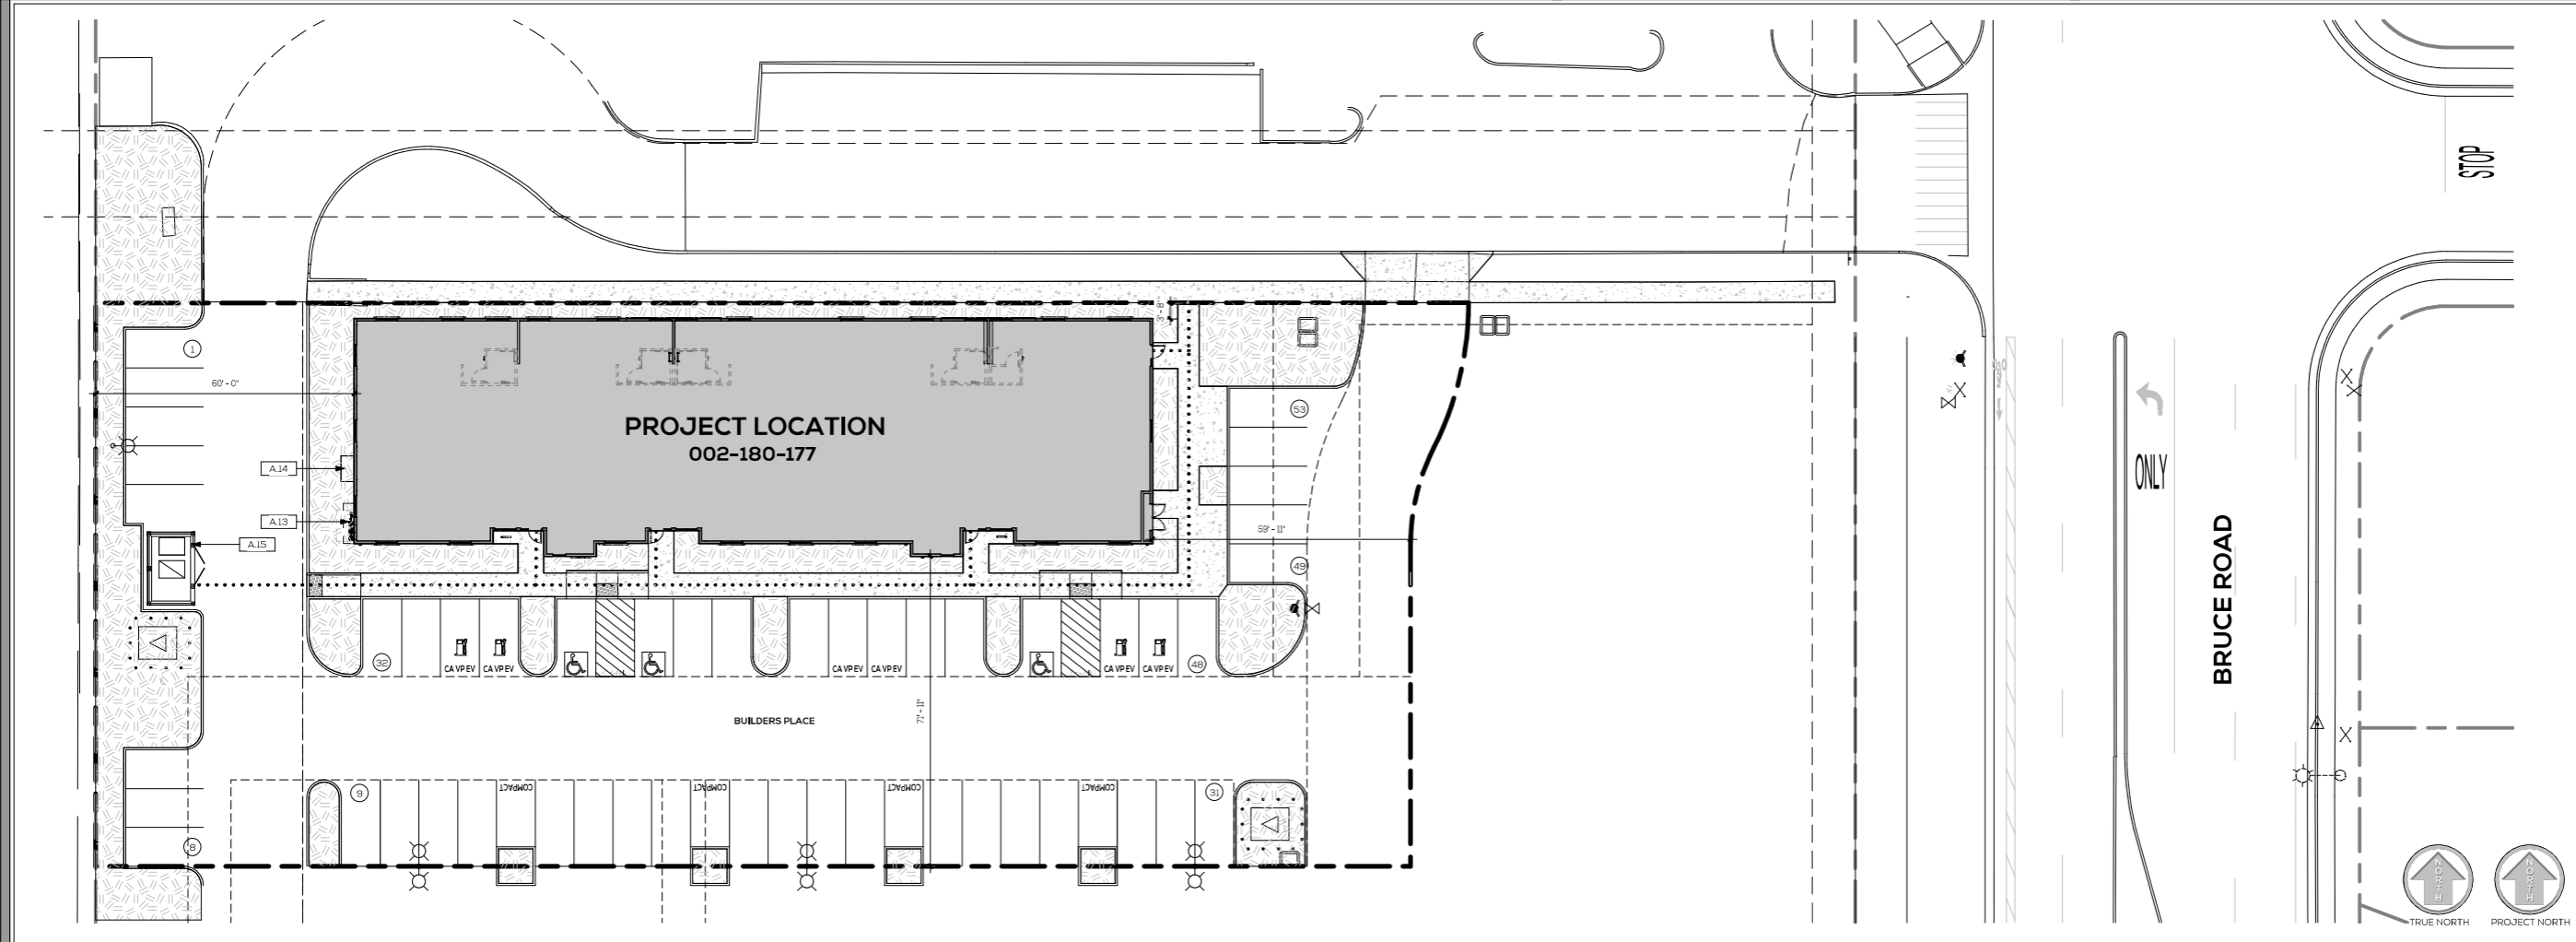 STOP
3'-8"
1
60' - 0"
53
PROJECT LOCATION
002-180-177
A.14
ONLY
A.13
59' - 11"
A.15
49
BRUCE ROAD
32
CA VP EV
CA VP EV
CA VP EV
CA VP EV
CA VP EV
CA VP EV
48
BUILDERS PLACE
71' - 11"
9
COMPACT
COMPACT
COMPACT
COMPACT
31
8
NORTH
NORTH
TRUE NORTH
PROJECT NORTH